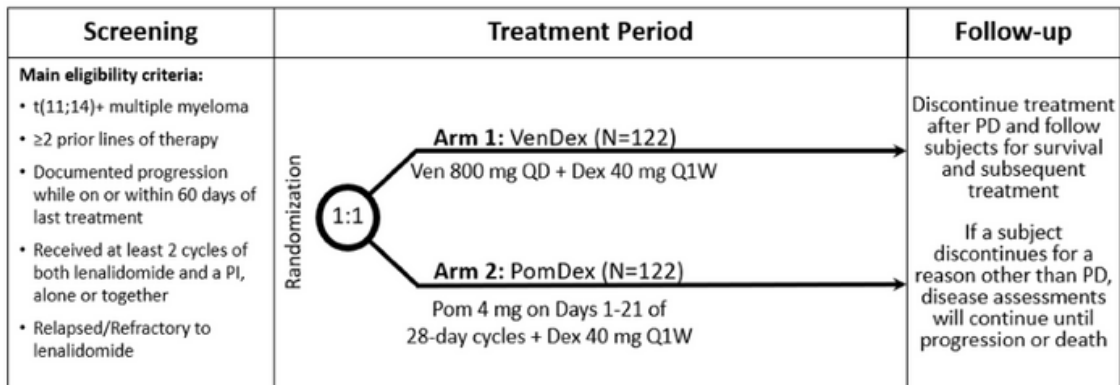 Screening
Treatment Period
Follow-up
Main eligibility criteria:
• t(11;14)+ multiple myeloma
• ≥2 prior lines of therapy
• Documented progression
while on or within 60 days of
last treatment
• Received at least 2 cycles of
both lenalidomide and a PI,
alone or together
• Relapsed/Refractory to
lenalidomide
Randomization
1:1
Arm 1: VenDex (N=122)
Ven 800 mg QD + Dex 40 mg Q1W
Arm 2: PomDex (N=122)
Pom 4 mg on Days 1-21 of
28-day cycles + Dex 40 mg Q1W
Discontinue treatment
after PD and follow
subjects for survival
and subsequent
treatment
If a subject
discontinues for a
reason other than PD,
disease assessments
will continue until
progression or death